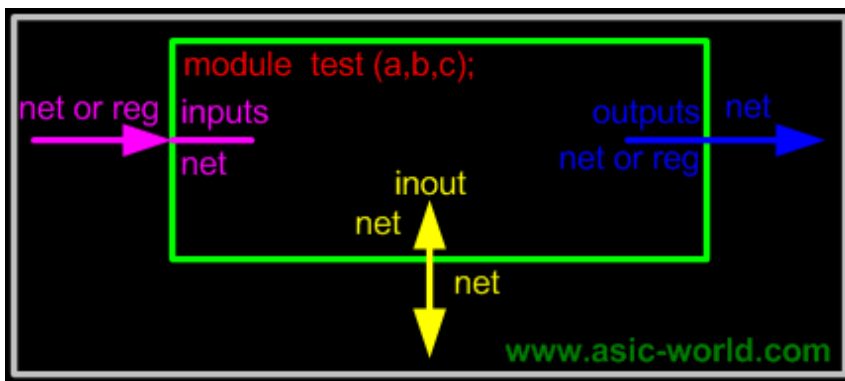 module test (a,b,c);
net or reg
inputs
net
outputs
net
net or reg
inout
net
net
www.asic-world.com